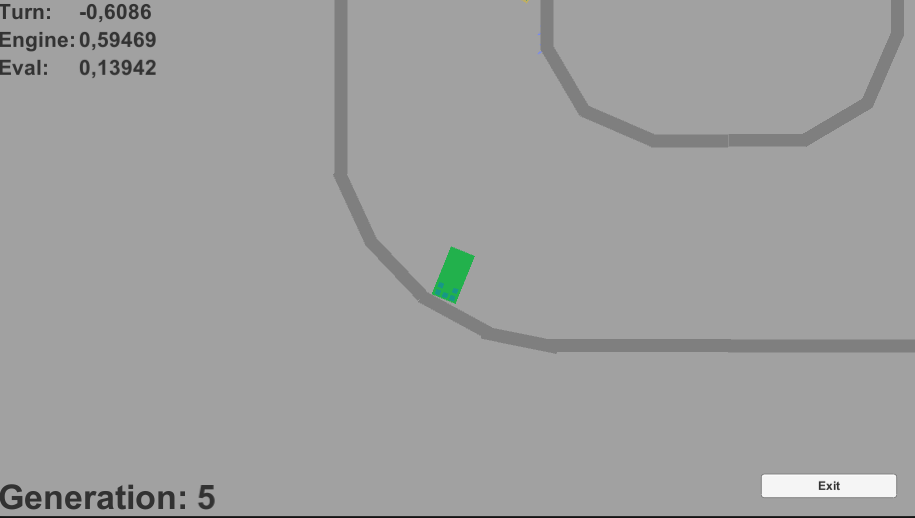 Turn: -0,6086
Engine: 0,59469
Eval: 0,13942
Generation: 5
Exit